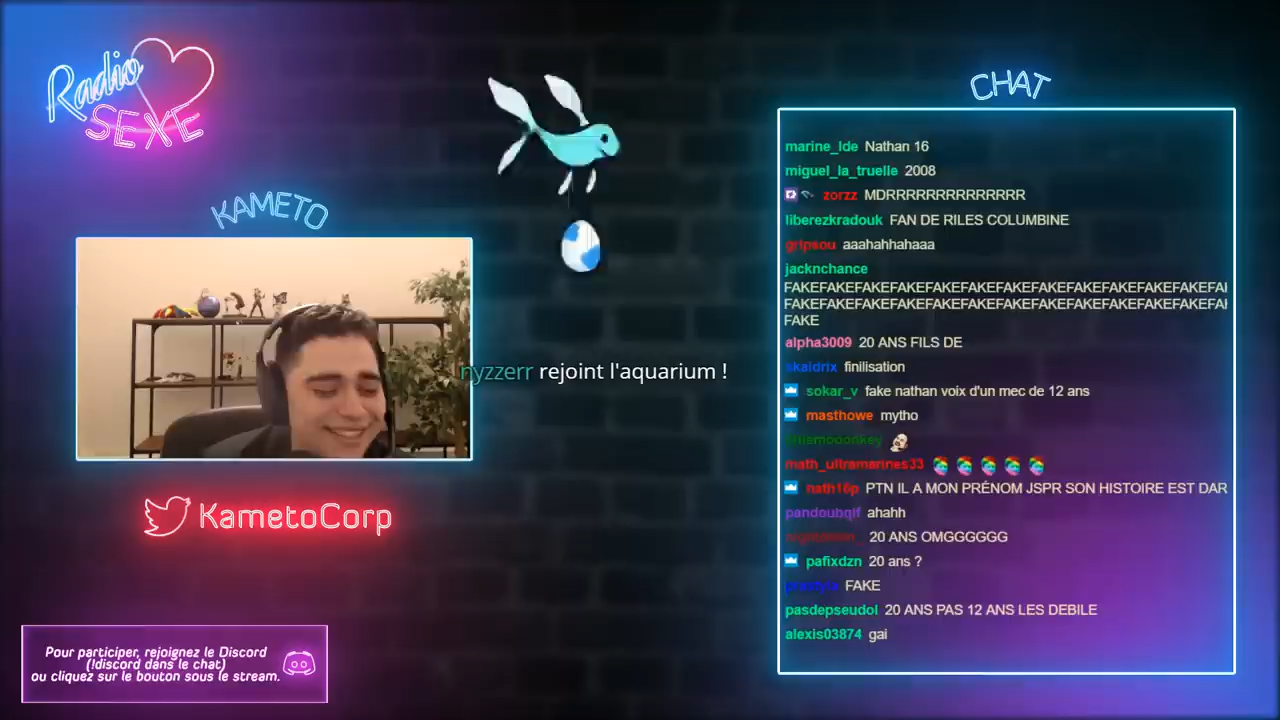 Radio
SEXE
KAMETO
KametoCorp
Pour participer, rejoignez le Discord
(!discord dans le chat)
ou cliquez sur le bouton sous le stream.
nyzzerr rejoint l'aquarium !
CHAT
marine_lde Nathan 16
miguel_la_truelle 2008
zorzz MDRRRRRRRRRRRRRR
liberezkradouk FAN DE RILES COLUMBINE
gripsou aaahahhahaaa
jacknchance
FAKEFAKEFAKEFAKEFAKEFAKEFAKEFAKEFAKEFAKEFAKEFAKEFAI
FAKEFAKEFAKEFAKEFAKEFAKEFAKEFAKEFAKEFAKEFAKEFAKEFAI
FAKE
alpha3009 20 ANS FILS DE
skaldrix finilisation
sokar_v fake nathan voix d'un mec de 12 ans
masthowe mytho
math_ultramarines33
nath16p PTN IL A MON PRÉNOM JSPR SON HISTOIRE EST DAR
pandoubqlf ahahh
20 ANS OMGGGGGG
pafixdzn 20 ans ?
FAKE
pasdepseudol 20 ANS PAS 12 ANS LES DEBILE
alexis03874 gai